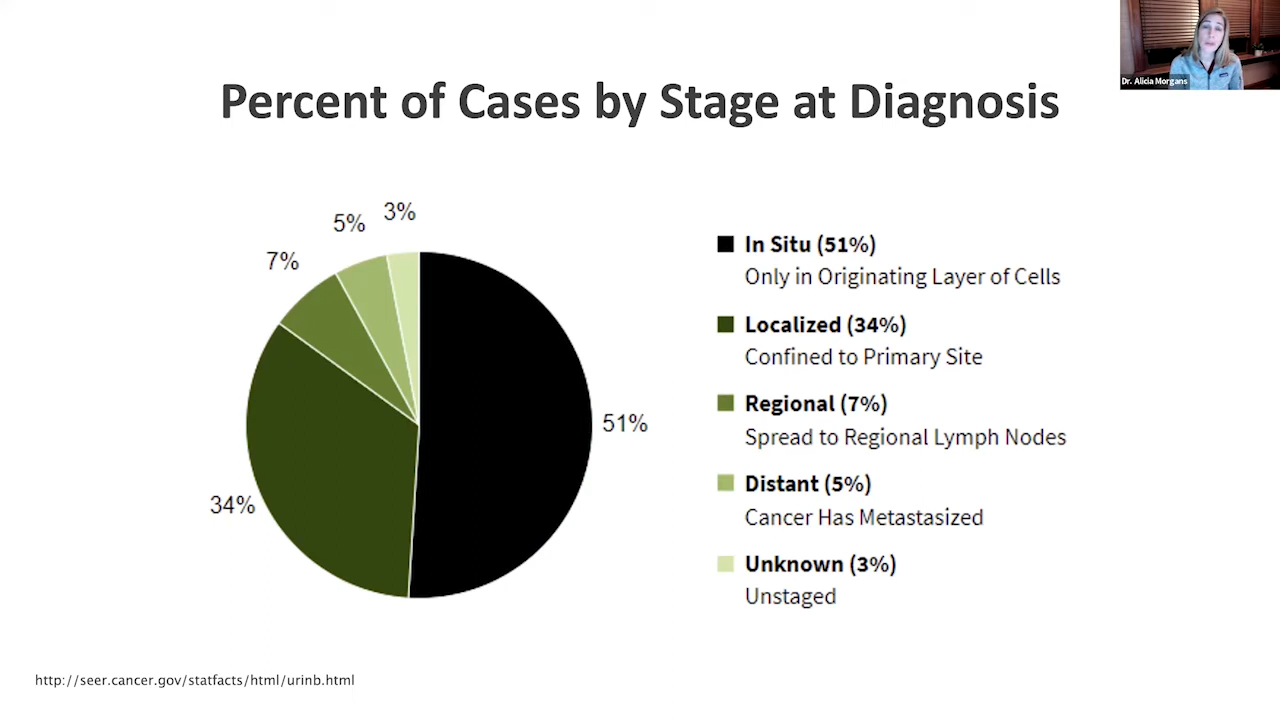 Dr. Alicia Morgans
Percent of Cases by Stage at Diagnosis
3%
5%
7%
51%
34%
In Situ (51%)
Only in Originating Layer of Cells
Localized (34%)
Confined to Primary Site
Regional (7%)
Spread to Regional Lymph Nodes
Distant (5%)
Cancer Has Metastasized
Unknown (3%)
Unstaged
http://seer.cancer.gov/statfacts/html/urinb.html